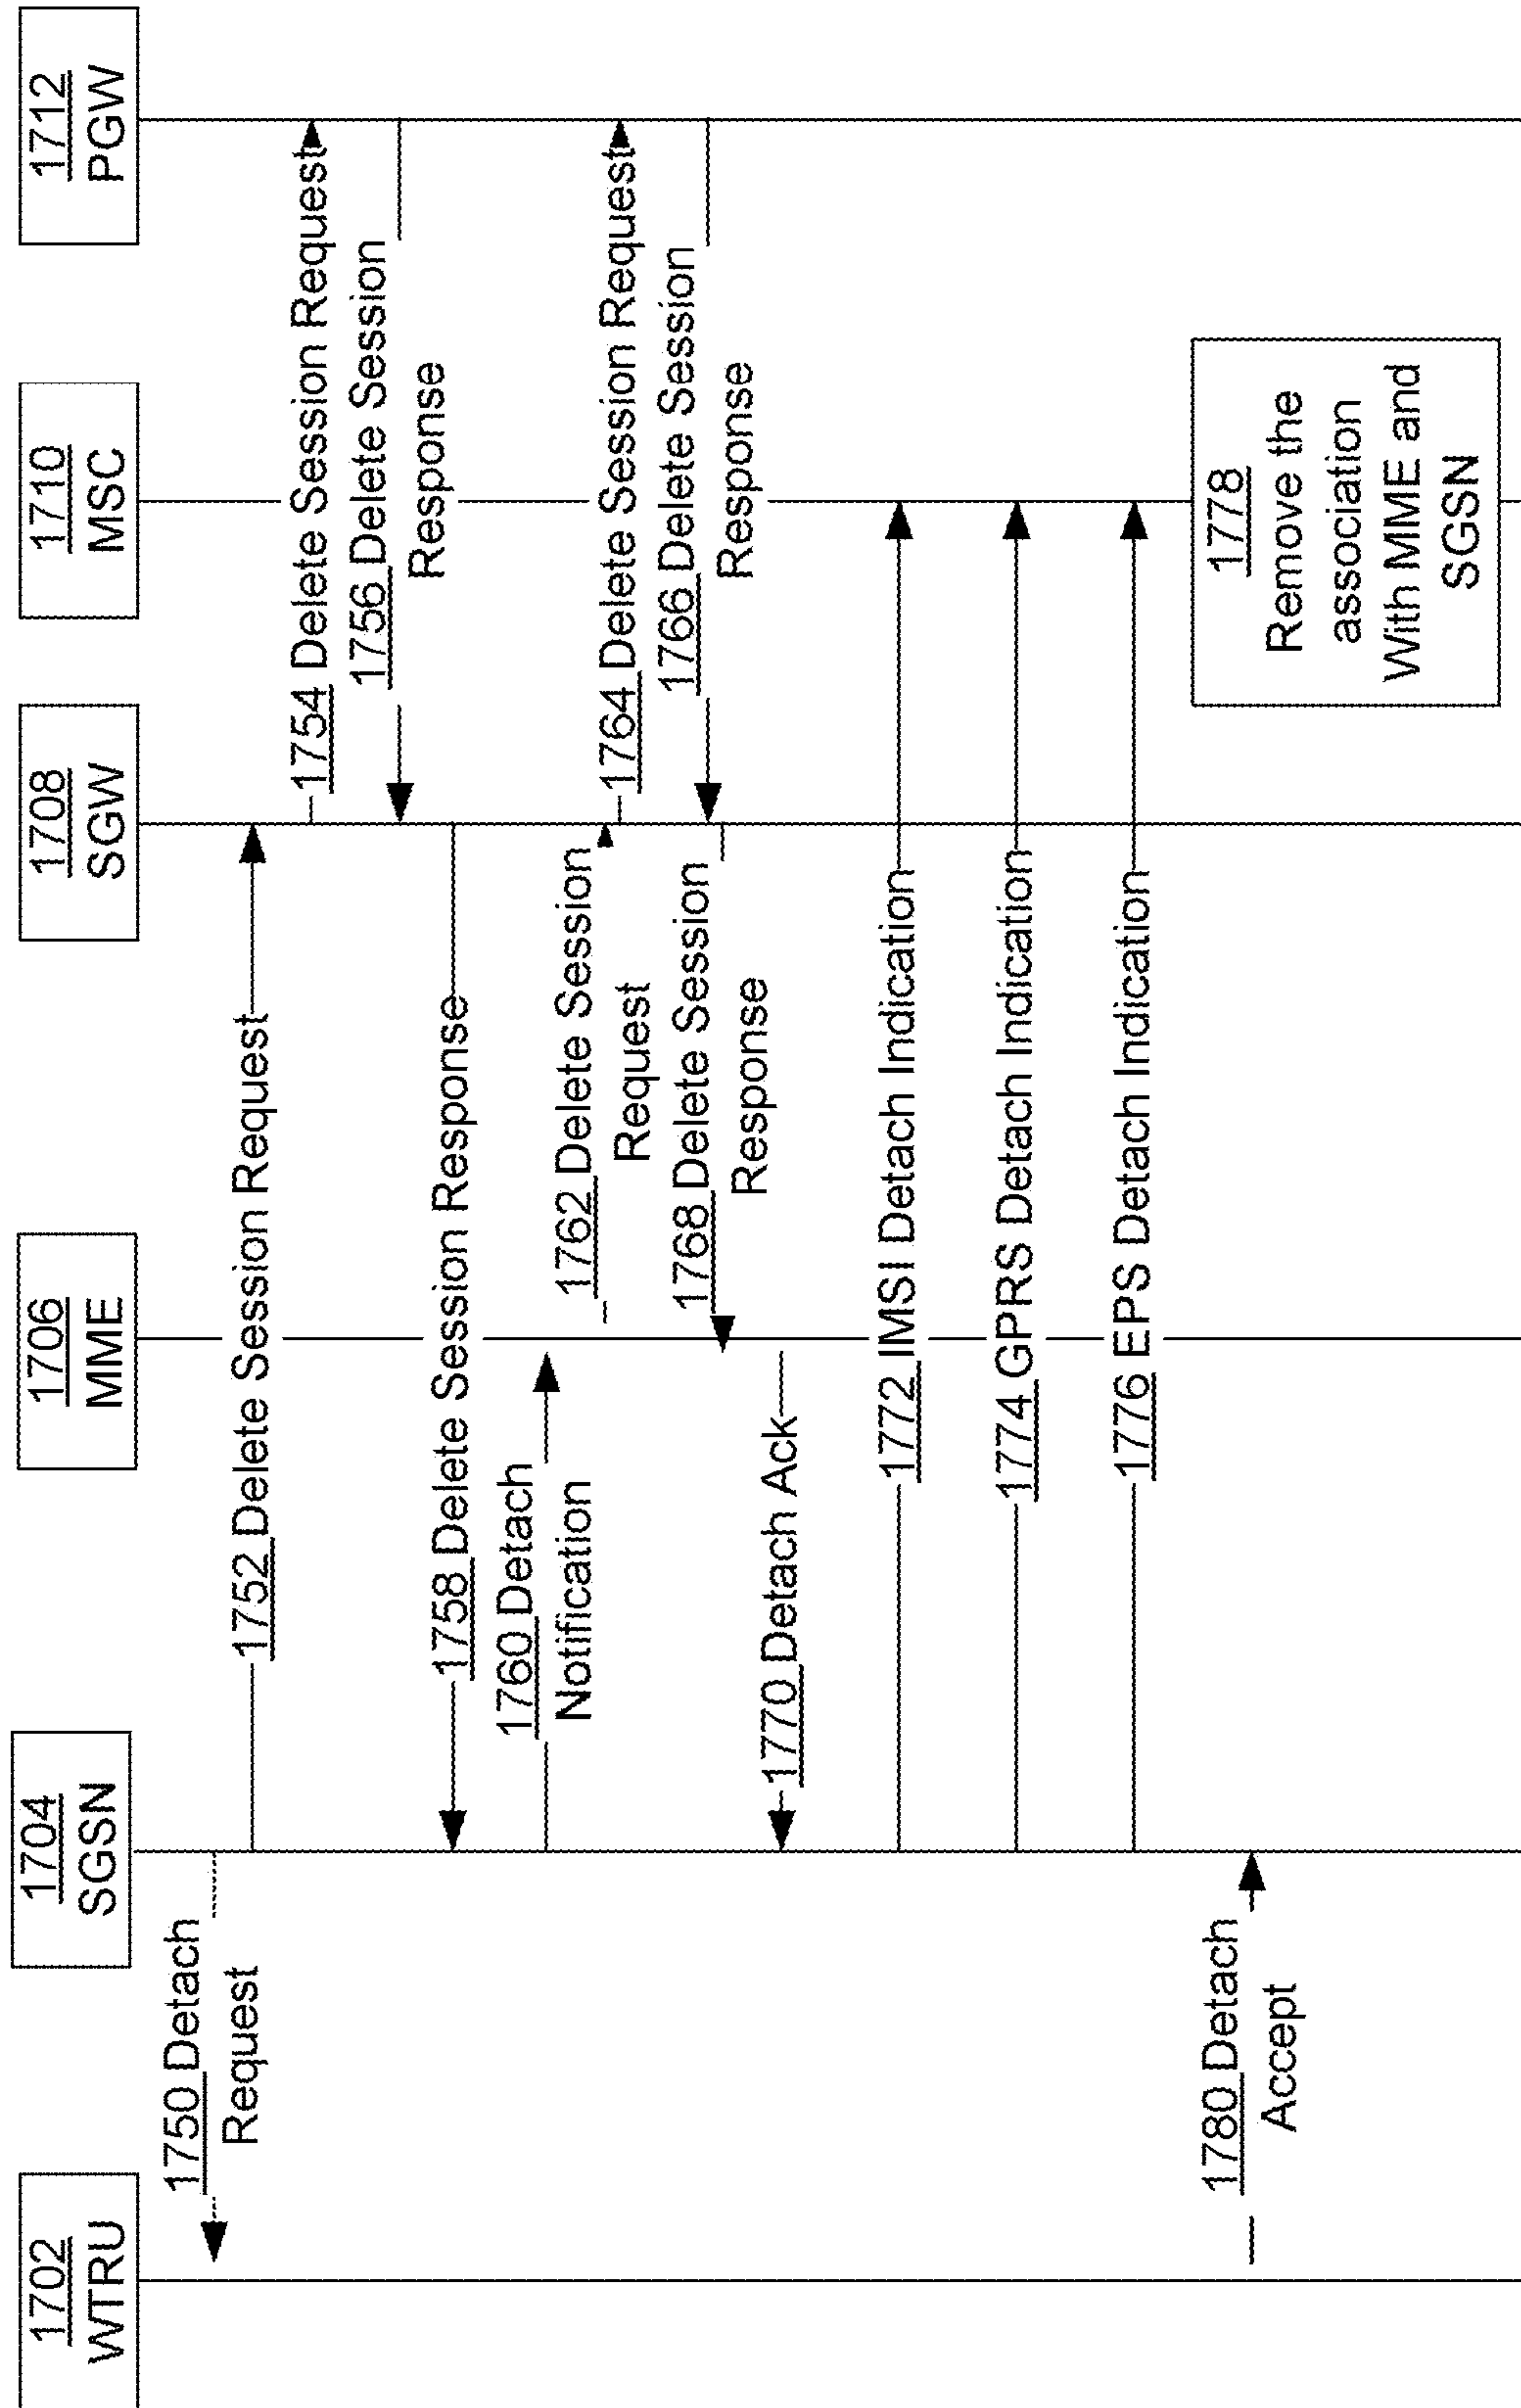 1702
WTRU
1704
SGSN
1706
MME
1708
SGW
1710
MSC
1712
PGW
1750 Detach
Request
1752 Delete Session Request
1754 Delete Session Request
1756 Delete Session
Response
1758 Delete Session Response
1760 Detach
Notification
1762 Delete Session
Request
1764 Delete Session Request
1766 Delete Session
Response
1768 Delete Session
Response
1770 Detach Ack
1772 IMSI Detach Indication
1774 GPRS Detach Indication
1776 EPS Detach Indication
1778
Remove the
association
With MME and
SGSN
1780 Detach
Accept